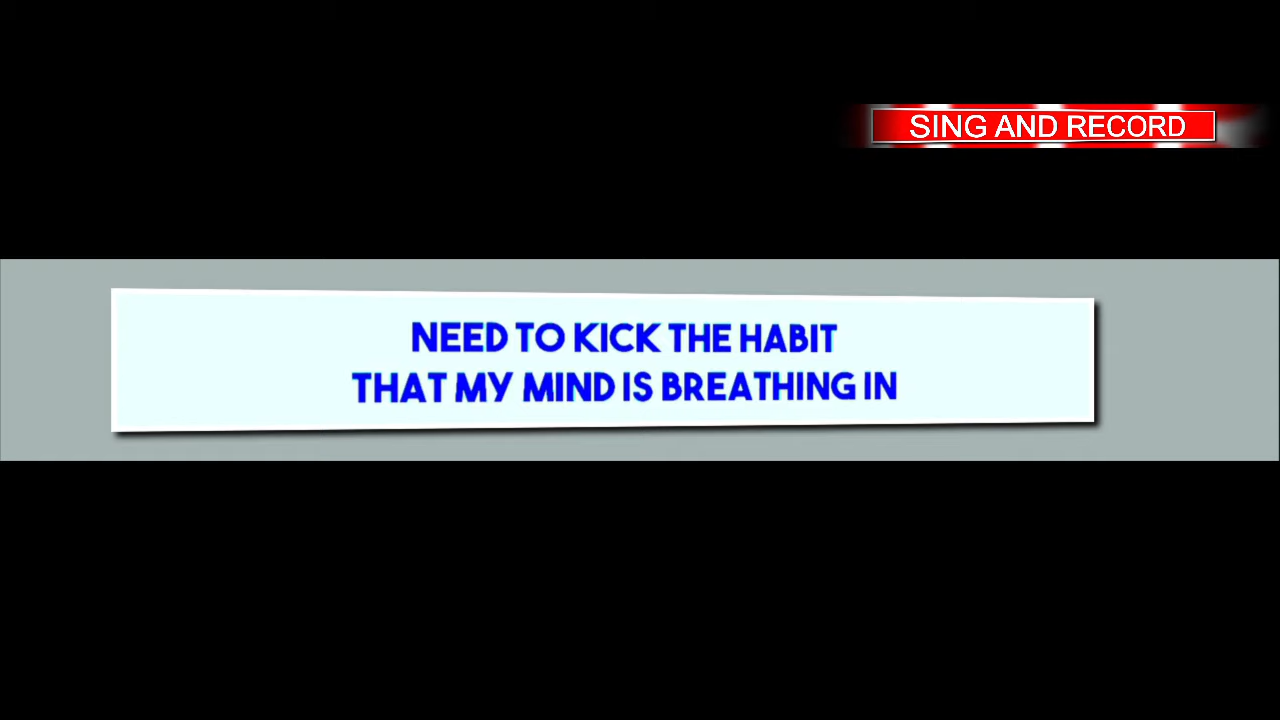 SING AND RECORD
NEED TO KICK THE HABIT
THAT MY MIND IS BREATHING IN